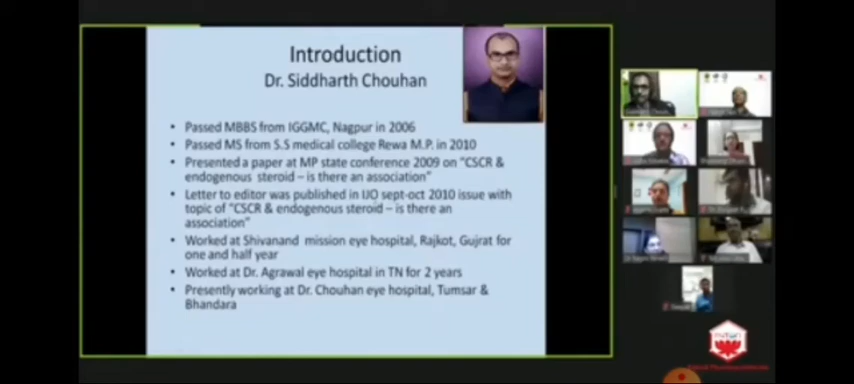 Introduction
Dr. Siddharth Chouhan
• Passed MBBS from IGGMC, Nagpur in 2006
• Passed MS from S.S medical college Rewa M.P. in 2010
• Presented a paper at MP state conference 2009 on "CSCR &
endogenous steroid – is there an association"
• Letter to editor was published in IJO sept-oct 2010 issue with
topic of "CSCR & endogenous steroid – is there an
association"
• Worked at Shivanand mission eye hospital, Rajkot, Gujrat for
one and half year
• Worked at Dr. Agrawal eye hospital in TN for 2 years
• Presently working at Dr. Chouhan eye hospital, Tumsar &
Bhandara